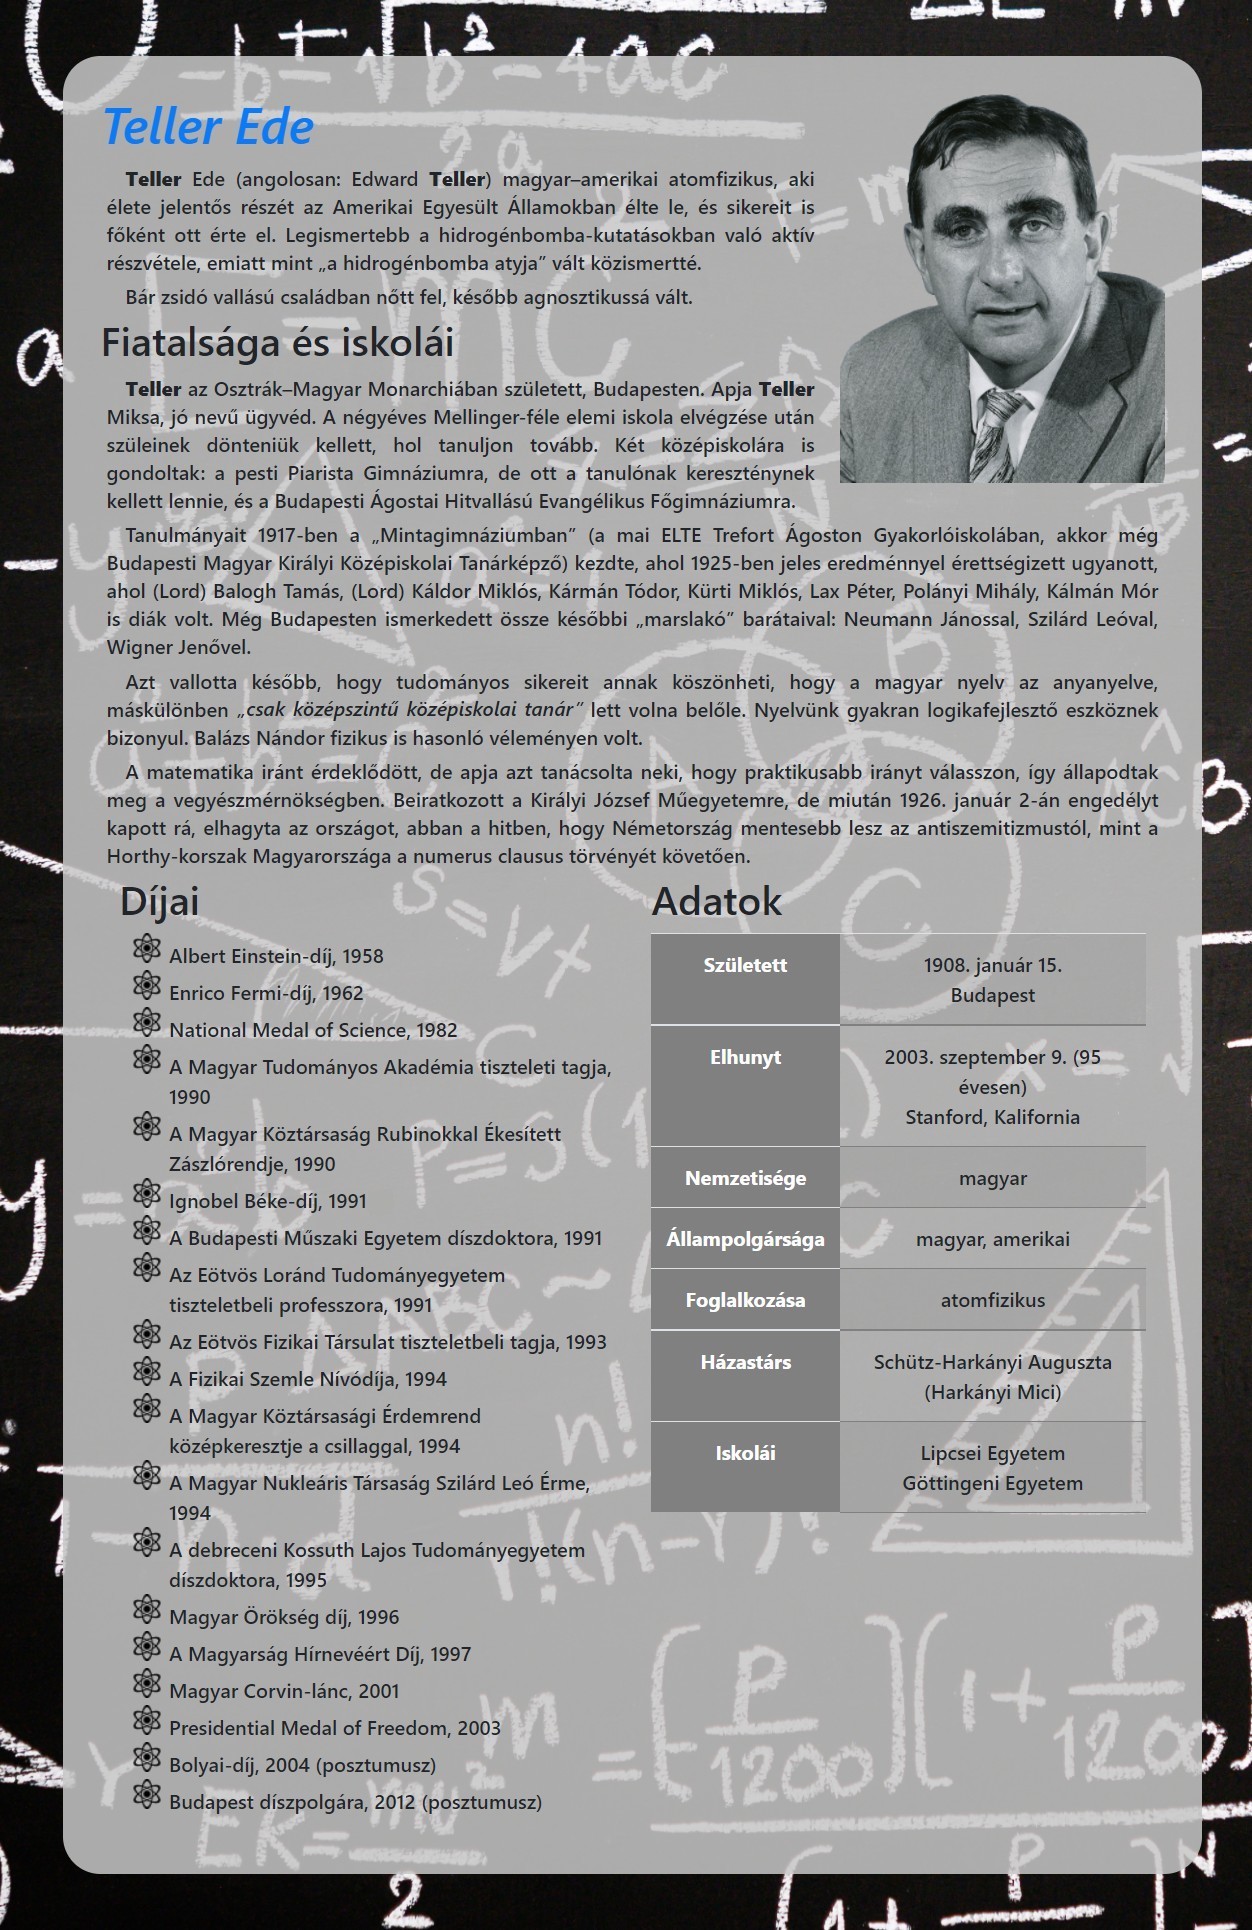 Teller Ede
Teller Ede (angolosan: Edward Teller) magyar–amerikai atomfizikus, aki
élete jelentős részét az Amerikai Egyesült Államokban élte le, és sikereit is
főként ott érte el. Legismertebb a hidrogénbomba-kutatásokban való aktív
részvétele, emiatt mint „a hidrogénbomba atyja” vált közismertté.
Bár zsidó vallású családban nőtt fel, később agnosztikussá vált.
Fiatalsága és iskolái
Teller az Osztrák–Magyar Monarchiában született, Budapesten. Apja Teller
Miksa, jó nevű ügyvéd. A négyéves Mellinger-féle elemi iskola elvégzése után
szüleinek dönteniük kellett, hol tanuljon tovább. Két középiskolára is
gondoltak: a pesti Piarista Gimnáziumra, de ott a tanulónak kereszténynek
kellett lennie, és a Budapesti Ágostai Hitvallású Evangélikus Főgimnáziumra.
Tanulmányait 1917-ben a „Mintagimnáziumban” (a mai ELTE Trefort Ágoston Gyakorlóiskolában, akkor még
Budapesti Magyar Királyi Középiskolai Tanárképző) kezdte, ahol 1925-ben jeles eredménnyel érettségizett ugyanott,
ahol (Lord) Balogh Tamás, (Lord) Káldor Miklós, Kármán Tódor, Kürti Miklós, Lax Péter, Polányi Mihály, Kálmán Mór
is diák volt. Még Budapesten ismerkedett össze későbbi „marslakó” barátaival: Neumann Jánossal, Szilárd Leóval,
Wigner Jenővel.
Azt vallotta később, hogy tudományos sikereit annak köszönheti, hogy a magyar nyelv az anyanyelve,
máskülönben „csak középszintű középiskolai tanár” lett volna belőle. Nyelvünk gyakran logikafejlesztő eszköznek
bizonyul. Balázs Nándor fizikus is hasonló véleményen volt.
A matematika iránt érdeklődött, de apja azt tanácsolta neki, hogy praktikusabb irányt válasszon, így állapodtak
meg a vegyészmérnökségben. Beiratkozott a Királyi József Műegyetemre, de miután 1926. január 2-án engedélyt
kapott rá, elhagyta az országot, abban a hitben, hogy Németország mentesebb lesz az antiszemitizmustól, mint a
Horthy-korszak Magyarországa a numerus clausus törvényét követően.
Díjai
Albert Einstein-díj, 1958
Enrico Fermi-díj, 1962
National Medal of Science, 1982
A Magyar Tudományos Akadémia tiszteleti tagja,
1990
A Magyar Köztársaság Rubinokkal Ékesített
Zászlórendje, 1990
Ignobel Béke-díj, 1991
A Budapesti Műszaki Egyetem díszdoktora, 1991
Az Eötvös Loránd Tudományegyetem
tiszteletbeli professzora, 1991
Az Eötvös Fizikai Társulat tiszteletbeli tagja, 1993
A Fizikai Szemle Nívódíja, 1994
A Magyar Köztársasági Érdemrend
középkeresztje a csillaggal, 1994
A Magyar Nukleáris Társaság Szilárd Leó Érme,
1994
A debreceni Kossuth Lajos Tudományegyetem
díszdoktora, 1995
Magyar Örökség díj, 1996
A Magyarság Hírnevéért Díj, 1997
Magyar Corvin-lánc, 2001
Presidential Medal of Freedom, 2003
Bolyai-díj, 2004 (posztumusz)
Budapest díszpolgára, 2012 (posztumusz)
Adatok
Született
1908. január 15.
Budapest
Elhunyt
2003. szeptember 9. (95
évesen)
Stanford, Kalifornia
Nemzetisége
magyar
Állampolgársága
magyar, amerikai
Foglalkozása
atomfizikus
Házastárs
Schütz-Harkányi Auguszta
(Harkányi Mici)
Iskolái
Lipcsei Egyetem
Göttingeni Egyetem